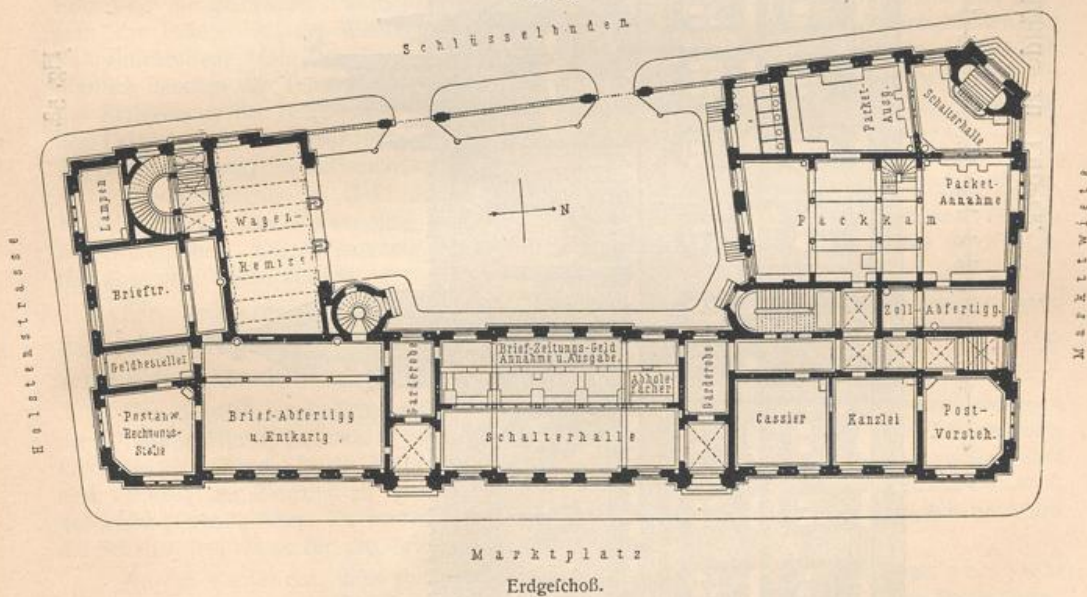 Schlüsselbuden
Holstenstrasse
Lampen
Wagen-
Remise
Brieftr.
Geldbesteller
Postanw.
Rechnungs-
Stelle
Brief-Abfertigg
u. Entkartg.
Garderobe
Brief-Zeitungs-Geld
Annahme u. Ausgabe.
Abhole
fächer
Schalterhalle
Garderobe
N
Packet-
Ausg.
Schalterhalle
Packkam
Packet-
Annahme
Zoll-Abfertigg.
Cassier
Kanzlei
Post-
Vorsteh.
Marktplatz
Erdgeſchoß.